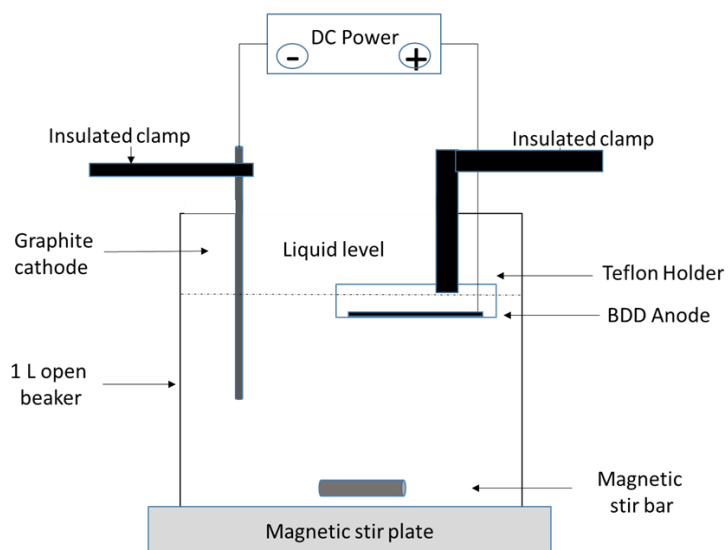 DC Power
-
+
Insulated clamp
Insulated clamp
Graphite
cathode
Liquid level
Teflon Holder
BDD Anode
1 L open
beaker
Magnetic
stir bar
Magnetic stir plate